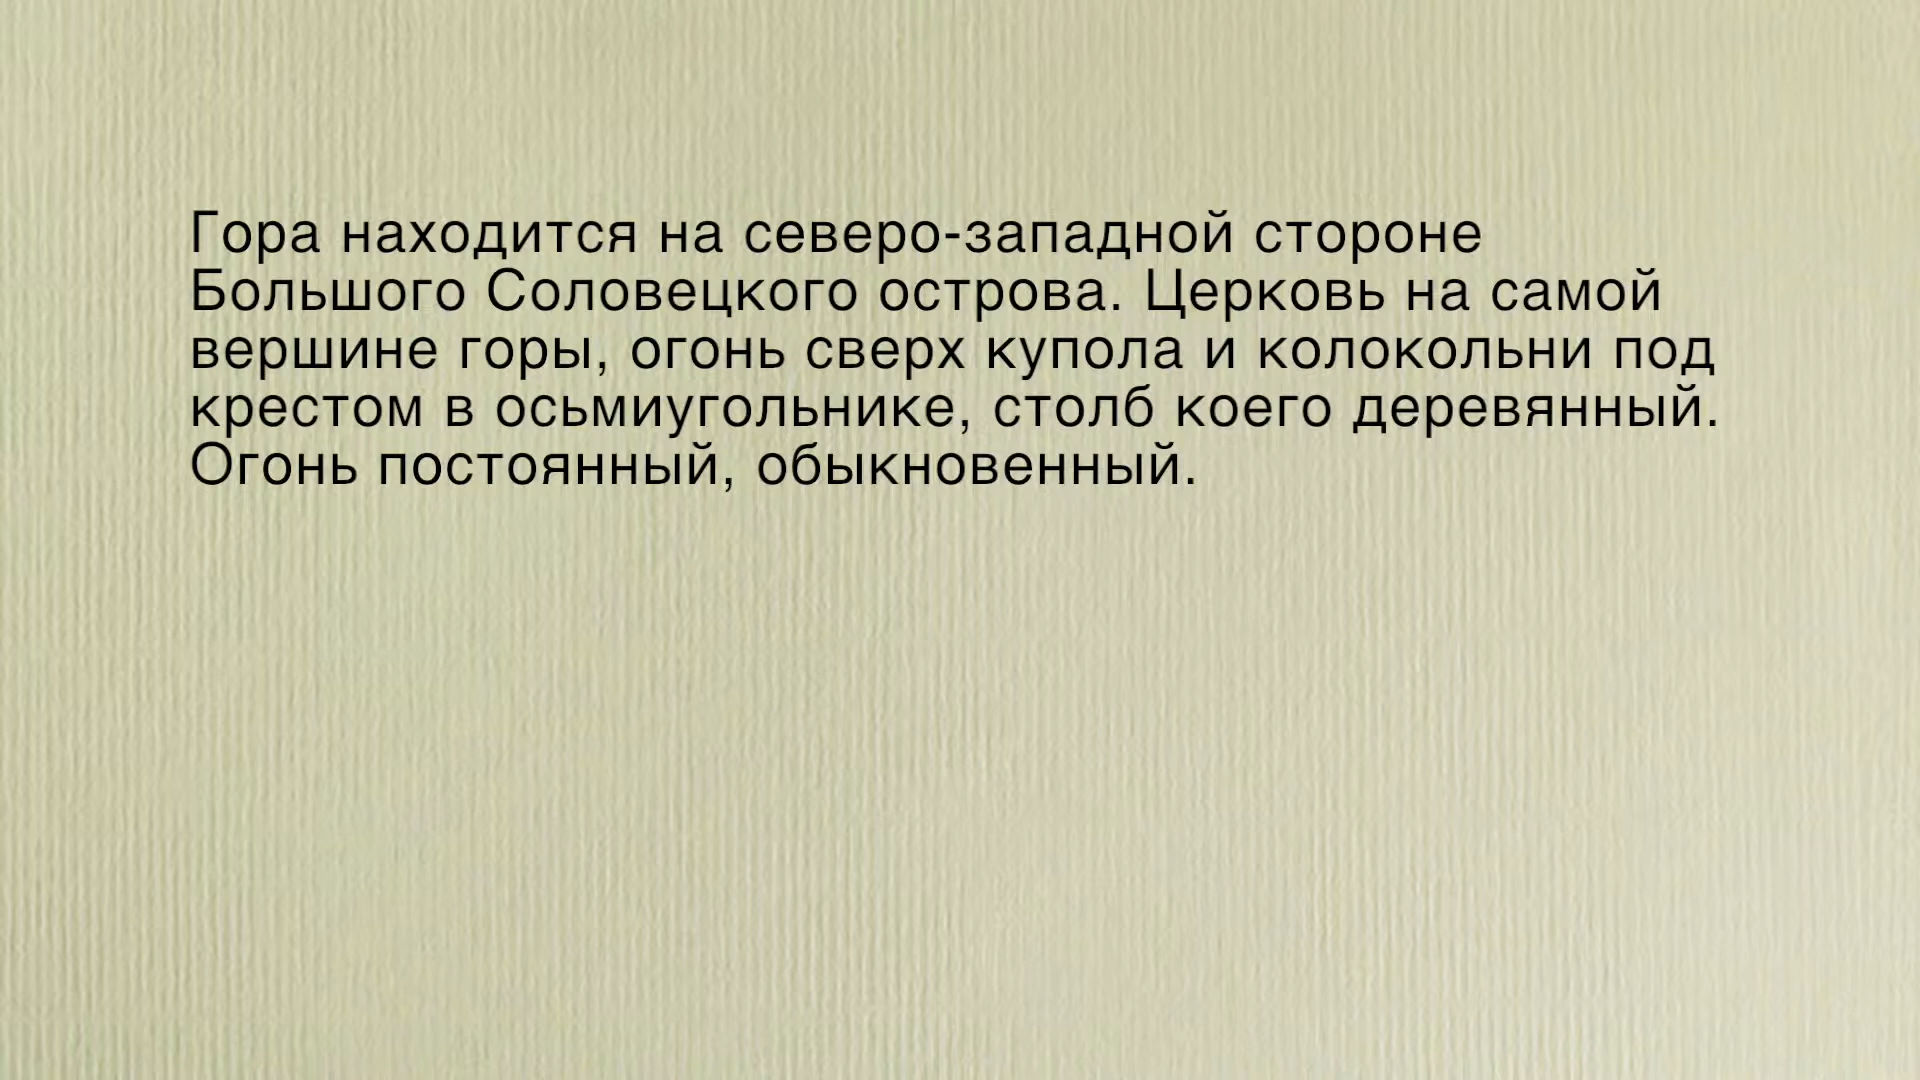 Гора находится на северо-западной стороне
Большого Соловецкого острова. Церковь на самой
вершине горы, огонь сверх купола и колокольни под
крестом в осьмиугольнике, столб коего деревянный.
Огонь постоянный, обыкновенный.